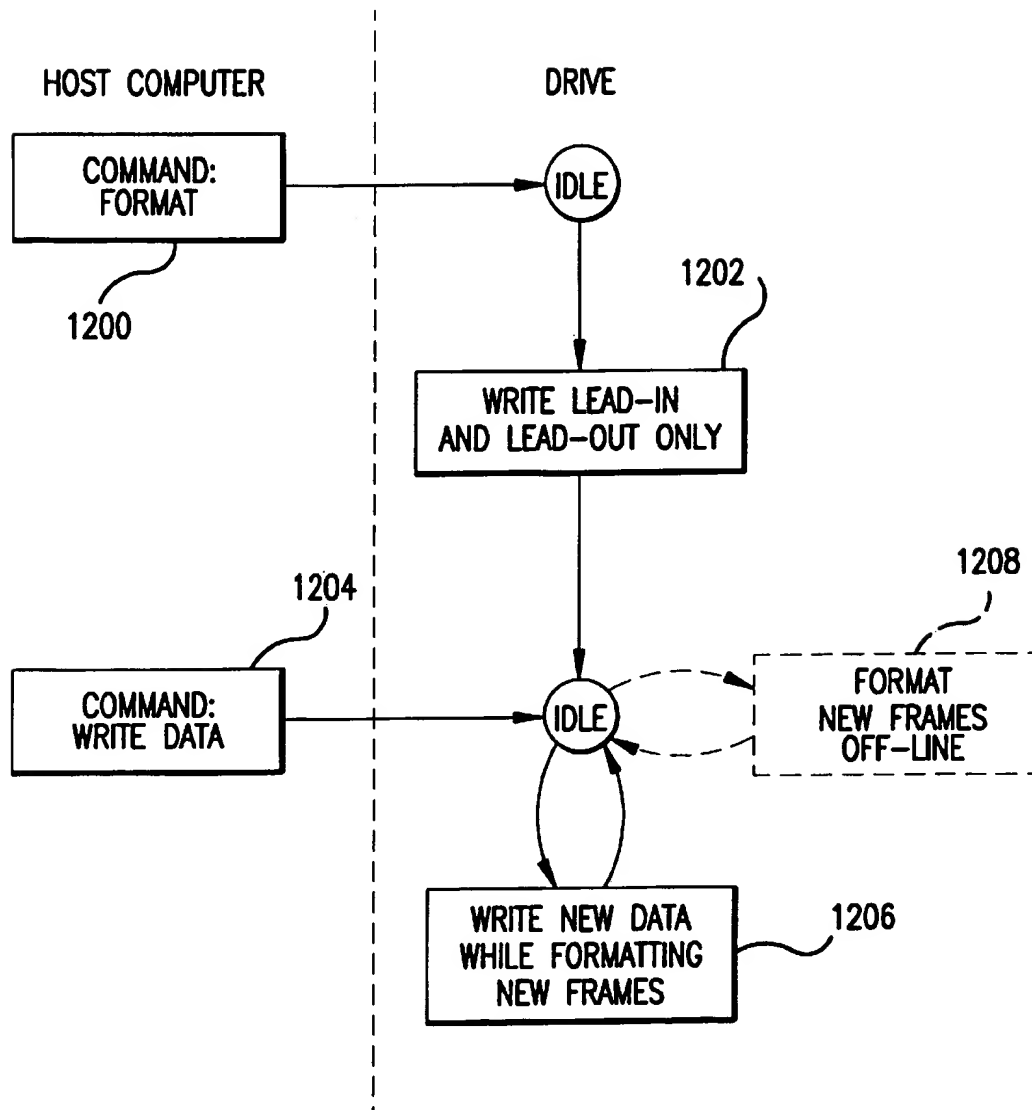 HOST COMPUTER
DRIVE
COMMAND:
FORMAT
IDLE
1200
1202
WRITE LEAD-IN
AND LEAD-OUT ONLY
1204
1208
COMMAND:
WRITE DATA
IDLE
FORMAT
NEW FRAMES
OFF-LINE
WRITE NEW DATA
WHILE FORMATTING
NEW FRAMES
1206